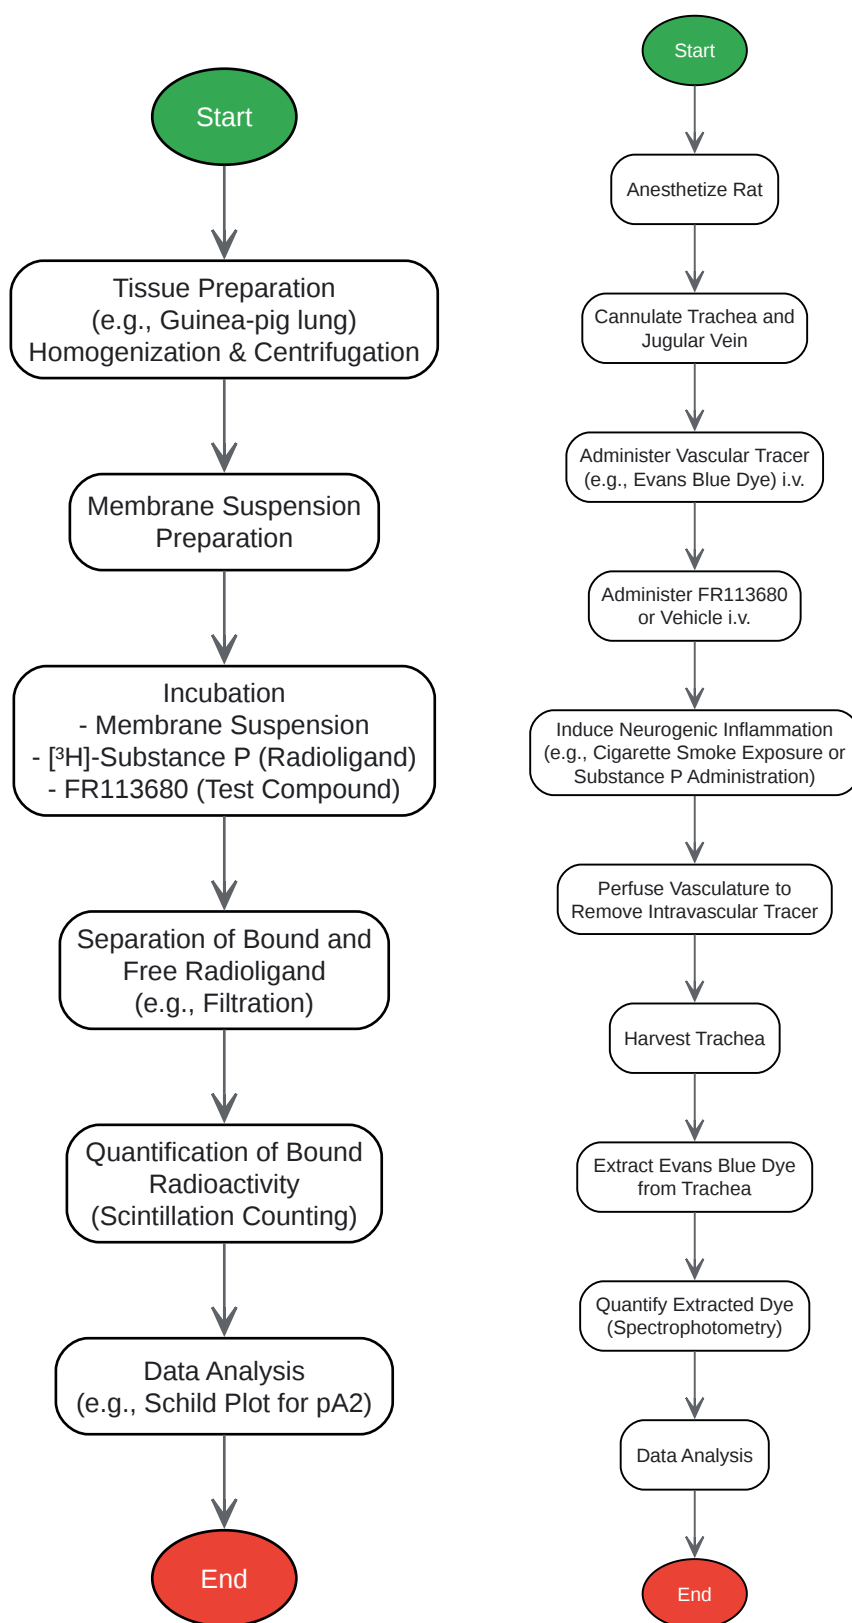 Start
Tissue Preparation
(e.g., Guinea-pig lung)
Homogenization & Centrifugation
Membrane Suspension
Preparation
Incubation
- Membrane Suspension
- [³H]-Substance P (Radioligand)
- FR113680 (Test Compound)
Separation of Bound and
Free Radioligand
(e.g., Filtration)
Quantification of Bound
Radioactivity
(Scintillation Counting)
Data Analysis
(e.g., Schild Plot for pA2)
End
Start
Anesthetize Rat
Cannulate Trachea and
Jugular Vein
Administer Vascular Tracer
(e.g., Evans Blue Dye) i.v.
Administer FR113680
or Vehicle i.v.
Induce Neurogenic Inflammation
(e.g., Cigarette Smoke Exposure or
Substance P Administration)
Perfuse Vasculature to
Remove Intravascular Tracer
Harvest Trachea
Extract Evans Blue Dye
from Trachea
Quantify Extracted Dye
(Spectrophotometry)
Data Analysis
End